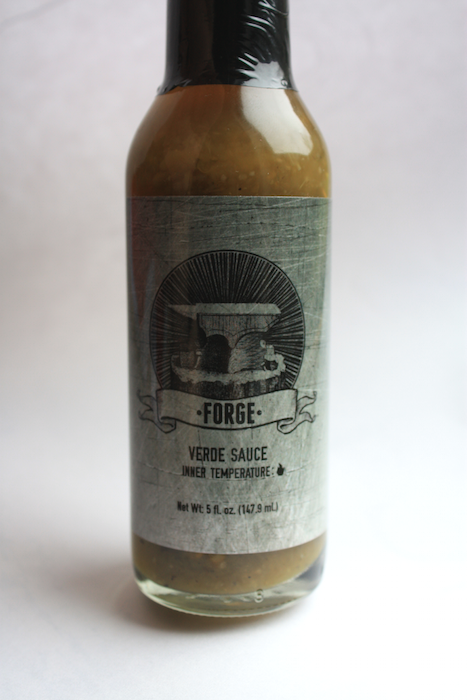 ·FORGE·
VERDE SAUCE
INNER TEMPERATURE:
Net Wt. 5 fl. oz. (147.9 ml.)